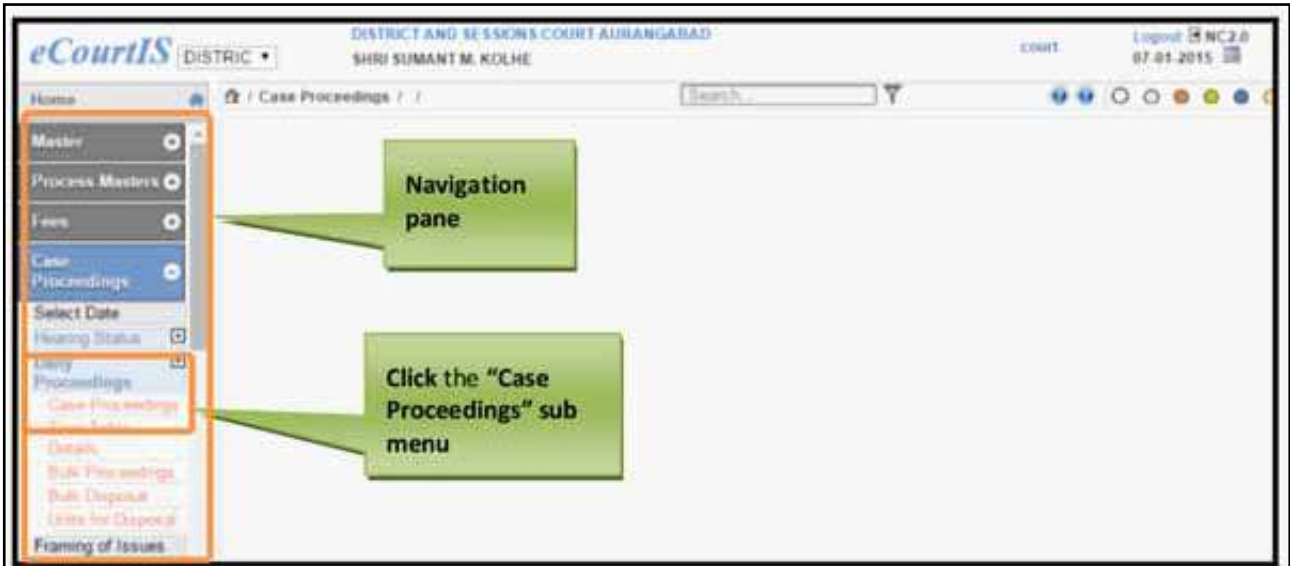 eCourtIS DISTRIC
DISTRICT AND SESSIONS COURT AURANGABAD
SHRI SUMANT M. KOLHE
court
Logout NC2.0
07-01-2015
Home
/ Case Proceedings / /
Search...
Master
Process Masters
Fees
Case
Proceedings
Select Date
Hearing Status
Daily
Proceedings
Case Proceedings
Details
Bulk Proceedings
Bulk Disposal
Units for Disposal
Framing of Issues
Navigation
pane
Click the “Case
Proceedings” sub
menu